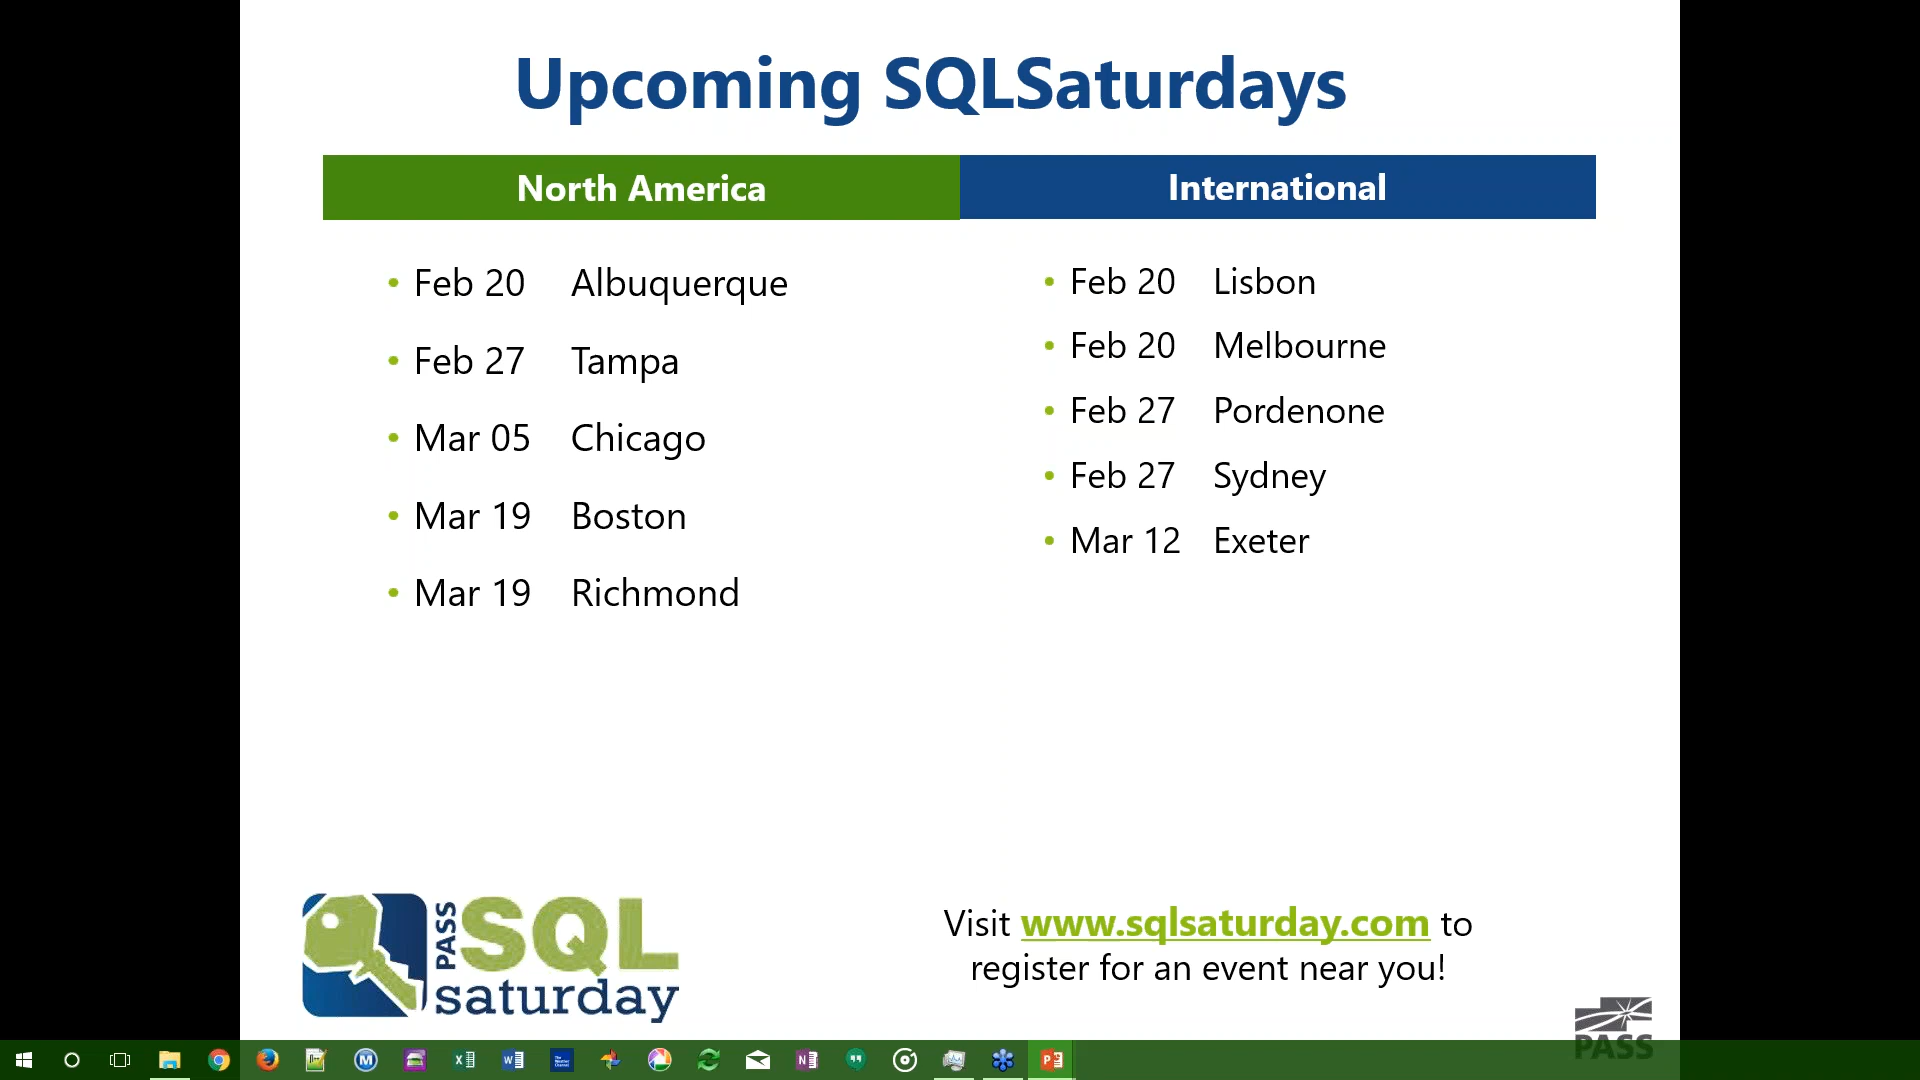 Upcoming SQLSaturdays
North America
• Feb 20 Albuquerque
• Feb 27 Tampa
• Mar 05 Chicago
• Mar 19 Boston
• Mar 19 Richmond
International
• Feb 20 Lisbon
• Feb 20 Melbourne
• Feb 27 Pordenone
• Feb 27 Sydney
• Mar 12 Exeter
PASS
SQL
saturday
Visit www.sqlsaturday.com to
register for an event near you!
PASS